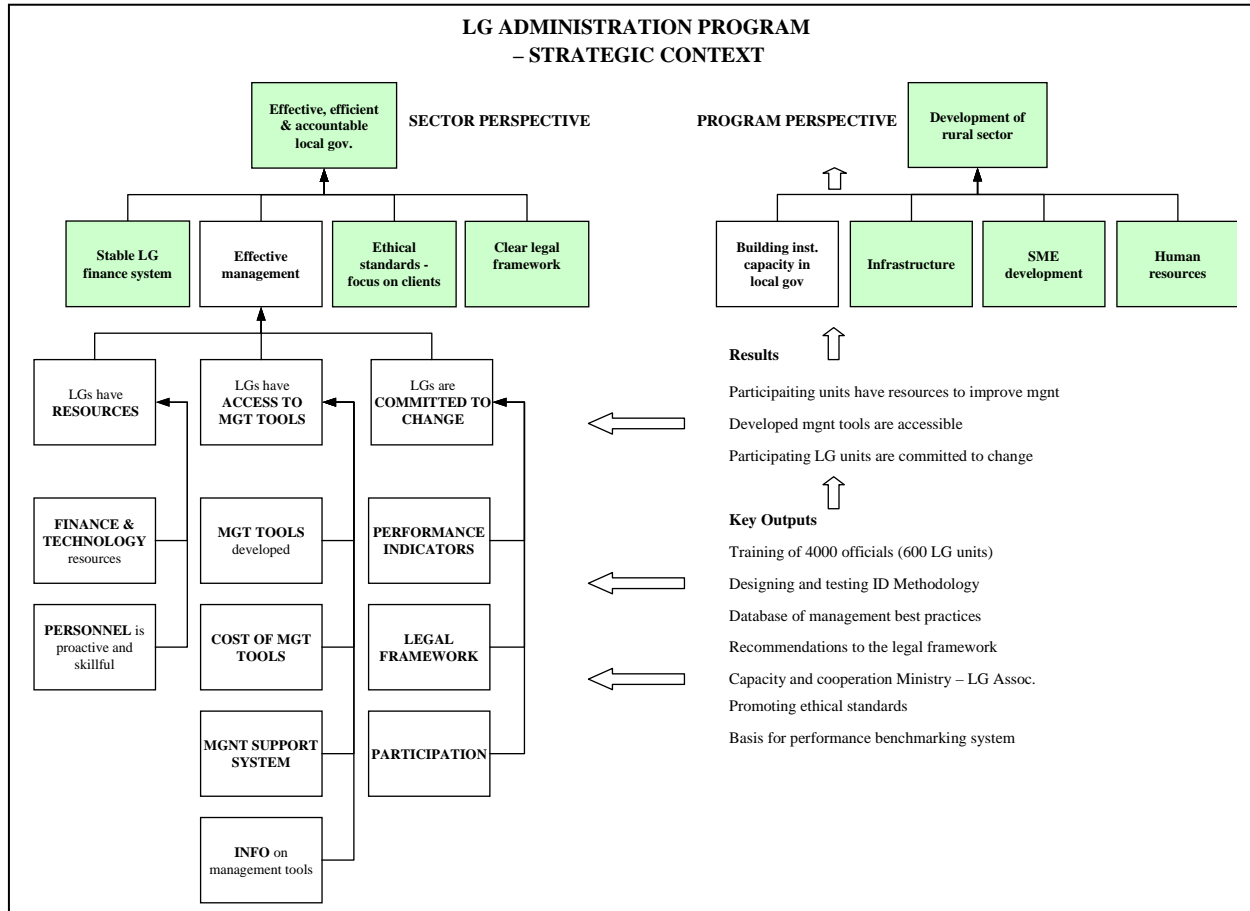 LG ADMINISTRATION PROGRAM
– STRATEGIC CONTEXT
Effective, efficient
& accountable
local gov.
SECTOR PERSPECTIVE
PROGRAM PERSPECTIVE
Development of
rural sector
Stable LG
finance system
Effective
management
Ethical
standards -
focus on clients
Clear legal
framework
Building inst.
capacity in
local gov
Infrastructure
SME
development
Human
resources
LGs have
RESOURCES
LGs have
ACCESS TO
MGT TOOLS
LGs are
COMMITTED TO
CHANGE
Results
Participaiting units have resources to improve mgnt
Developed mgnt tools are accessible
Participating LG units are committed to change
FINANCE &
TECHNOLOGY
resources
MGT TOOLS
developed
PERFORMANCE
INDICATORS
PERSONNEL is
proactive and
skillful
COST OF MGT
TOOLS
LEGAL
FRAMEWORK
MGNT SUPPORT
SYSTEM
PARTICIPATION
INFO on
management tools
Key Outputs
Training of 4000 officials (600 LG units)
Designing and testing ID Methodology
Database of management best practices
Recommendations to the legal framework
Capacity and cooperation Ministry – LG Assoc.
Promoting ethical standards
Basis for performance benchmarking system